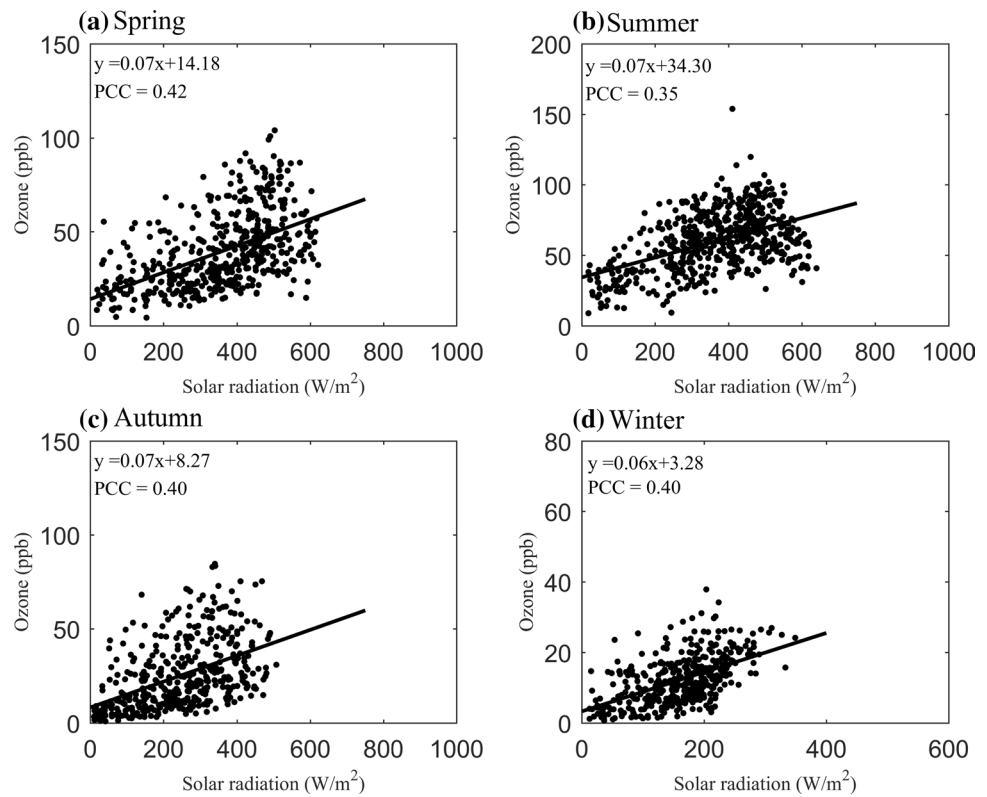 (a) Spring
150
100
50
0
0 200 400 600 800 1000
Ozone (ppb)
Solar radiation (W/m²)
y =0.07x+14.18
PCC = 0.42
(b) Summer
200
150
100
50
0
0 200 400 600 800 1000
Ozone (ppb)
Solar radiation (W/m²)
y =0.07x+34.30
PCC = 0.35
(c) Autumn
150
100
50
0
0 200 400 600 800 1000
Ozone (ppb)
Solar radiation (W/m²)
y =0.07x+8.27
PCC = 0.40
(d) Winter
80
60
40
20
0
0 200 400 600
Ozone (ppb)
Solar radiation (W/m²)
y =0.06x+3.28
PCC = 0.40